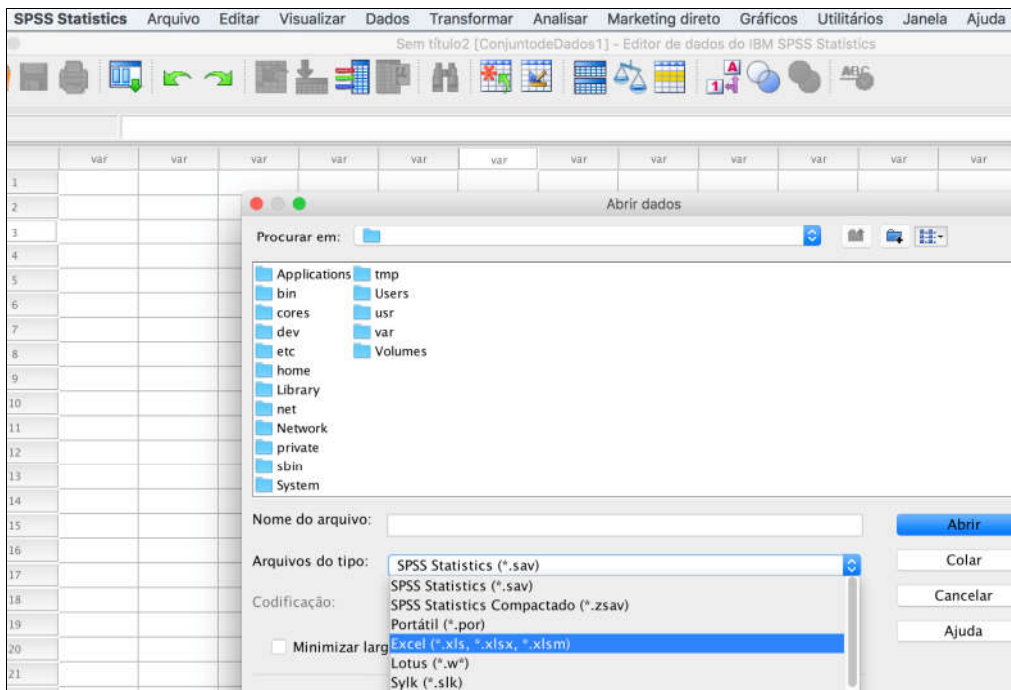 SPSS Statistics Arquivo Editar Visualizar Dados Transformar Analisar Marketing direto Gráficos Utilitários Janela Ajuda
Sem título2 [ConjuntodeDados1] - Editor de dados do IBM SPSS Statistics
A
1
ABC
var var var var var var var var var var var var
1
2
Abrir dados
3
Procurar em:
4
5
Applications tmp
bin Users
6
cores usr
7
dev var
8
etc Volumes
home
9
Library
10
net
11
Network
12
private
13
sbin
System
14
15
Nome do arquivo:
Abrir
16
Arquivos do tipo: SPSS Statistics (*.sav)
Colar
17
SPSS Statistics (*.sav)
18
Codificação: SPSS Statistics Compactado (*.zsav)
Cancelar
19
Portátil (*.por)
Ajuda
20
Minimizar larg Excel (*.xls, *.xlsx, *.xlsm)
Lotus (*.w*)
21
Sylk (*.slk)